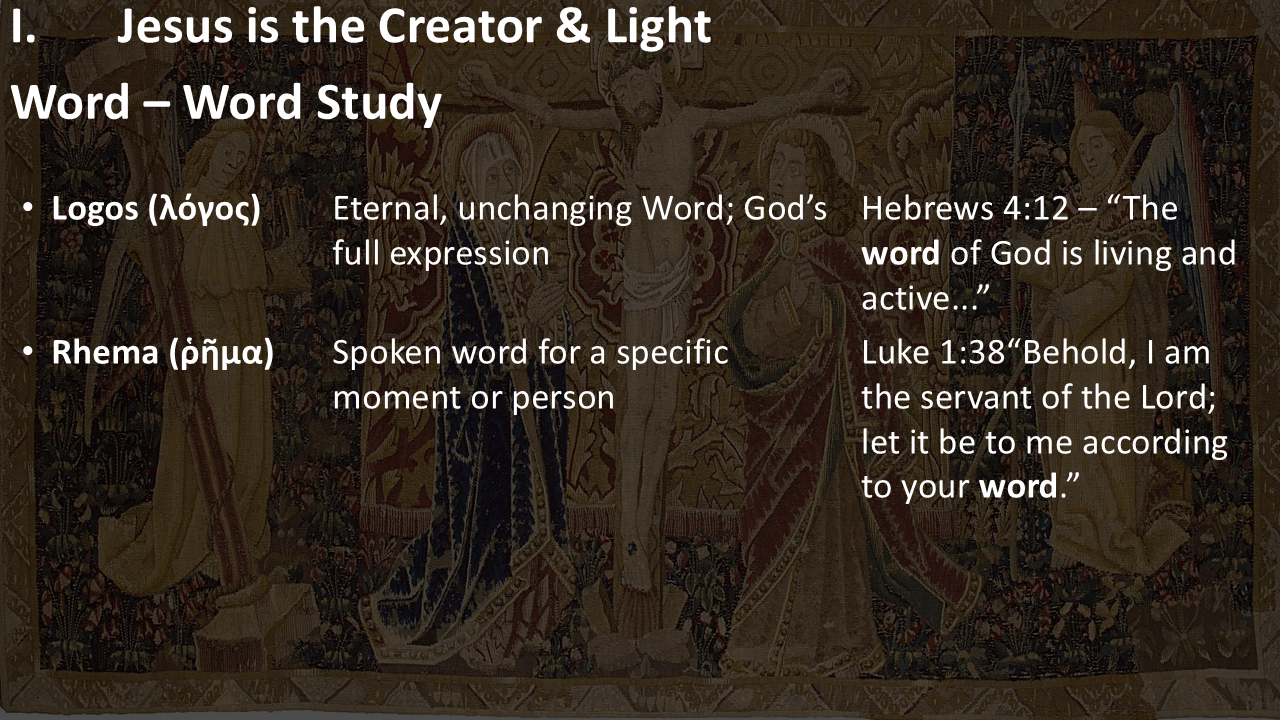 I. Jesus is the Creator & Light
Word – Word Study
• Logos (λόγος) Eternal, unchanging Word; God’s Hebrews 4:12 – “The
full expression word of God is living and
active...”
• Rhema (ῥῆμα) Spoken word for a specific Luke 1:38“Behold, I am
moment or person the servant of the Lord;
let it be to me according
to your word.”